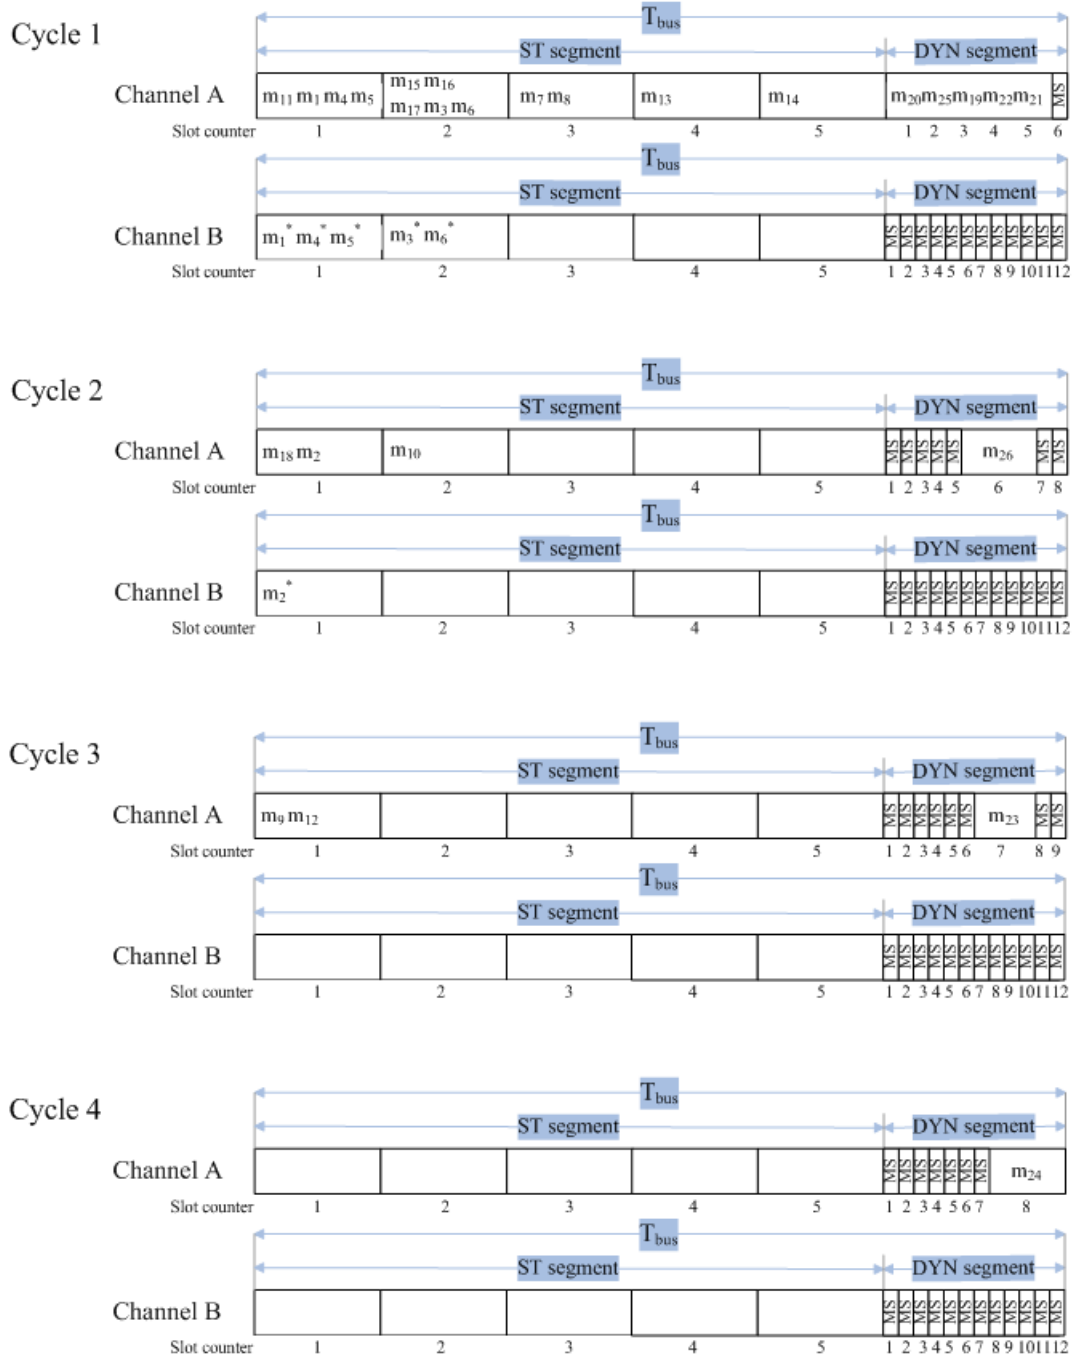 Cycle 1
T_bus
ST segment DYN segment
Channel A m₁₁ m₁ m₄ m₅ m₁₅ m₁₆ m₇ m₈ m₁₃ m₁₄ m₂₀m₂₅m₁₉m₂₂m₂₁ MS
m₁₇ m₃ m₆
Slot counter 1 2 3 4 5 1 2 3 4 5 6
T_bus
ST segment DYN segment
Channel B m₁* m₄* m₅* m₃* m₆* MS MS MS MS MS MS MS MS MS MS MS MS
Slot counter 1 2 3 4 5 1 2 3 4 5 6 7 8 9 10 11 12
Cycle 2
T_bus
ST segment DYN segment
Channel A m₁₈ m₂ m₁₀ MS MS MS MS MS m₂₆ MS MS
Slot counter 1 2 3 4 5 1 2 3 4 5 6 7 8
T_bus
ST segment DYN segment
Channel B m₂* MS MS MS MS MS MS MS MS MS MS MS MS
Slot counter 1 2 3 4 5 1 2 3 4 5 6 7 8 9 10 11 12
Cycle 3
T_bus
ST segment DYN segment
Channel A m₉ m₁₂ MS MS MS MS MS MS m₂₃ MS MS
Slot counter 1 2 3 4 5 1 2 3 4 5 6 7 8 9
T_bus
ST segment DYN segment
Channel B MS MS MS MS MS MS MS MS MS MS MS MS
Slot counter 1 2 3 4 5 1 2 3 4 5 6 7 8 9 10 11 12
Cycle 4
T_bus
ST segment DYN segment
Channel A MS MS MS MS MS MS MS m₂₄
Slot counter 1 2 3 4 5 1 2 3 4 5 6 7 8
T_bus
ST segment DYN segment
Channel B MS MS MS MS MS MS MS MS MS MS MS MS
Slot counter 1 2 3 4 5 1 2 3 4 5 6 7 8 9 10 11 12